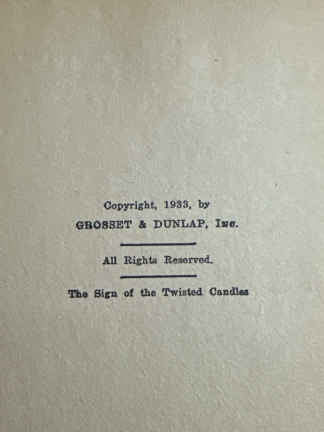 Copyright, 1933, by
GROSSET & DUNLAP, Inc.
All Rights Reserved.
The Sign of the Twisted Candles